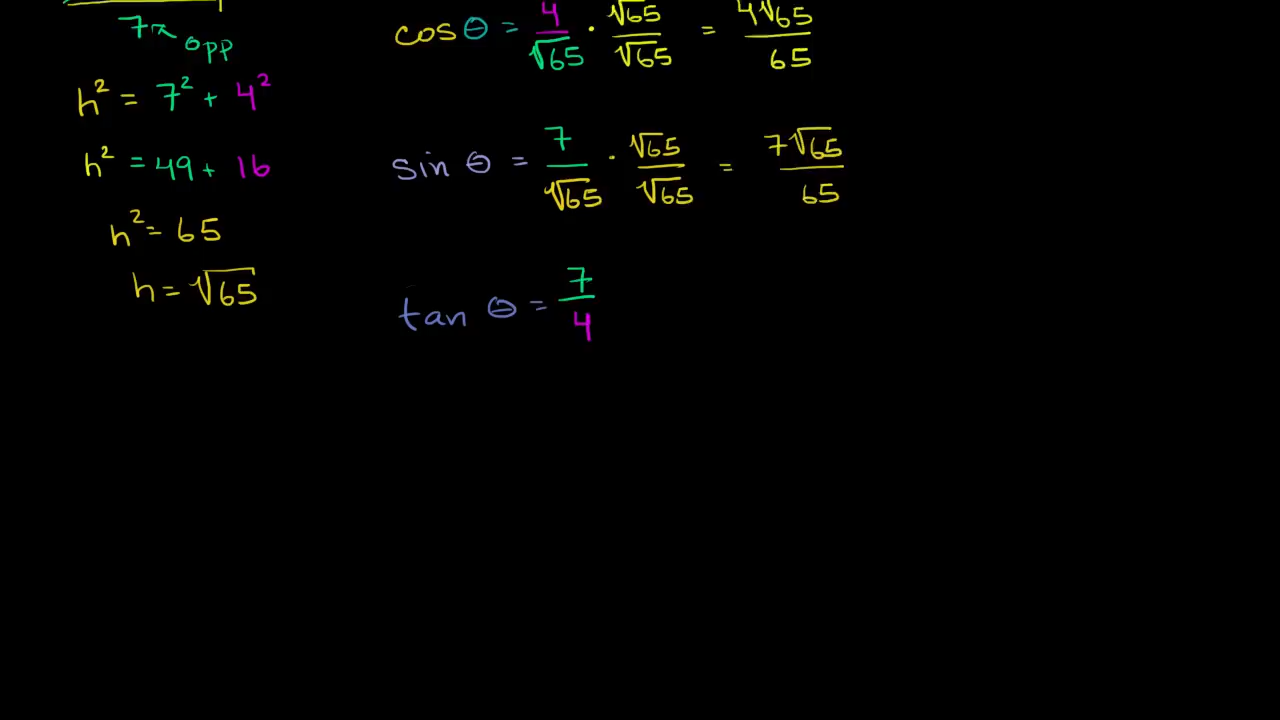 7
opp
h² = 7² + 4²
h² = 49 + 16
h² = 65
h = √65
cos θ = 4/√65 · √65/√65 = 4√65/65
sin θ = 7/√65 · √65/√65 = 7√65/65
tan θ = 7/4